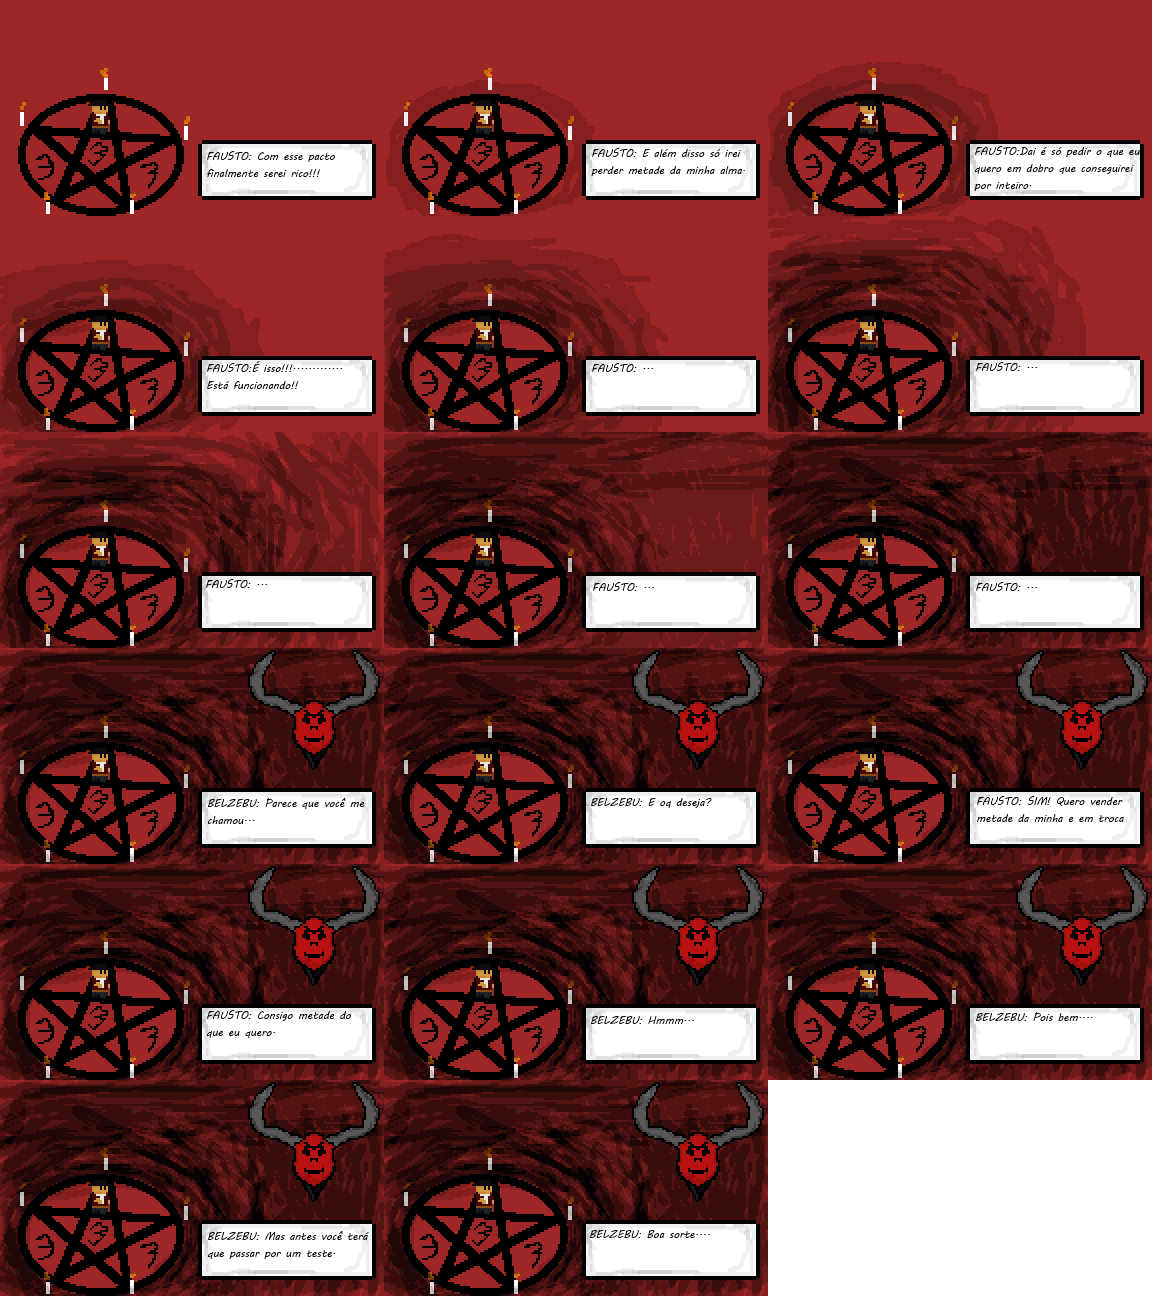 FAUSTO: Com esse pacto
finalmente serei rico!!!
FAUSTO: E além disso só irei
perder metade da minha alma.
FAUSTO:Dai é só pedir o que eu
quero em dobro que conseguirei
por inteiro.
FAUSTO:É isso!!!.............
Está funcionando!!
FAUSTO: ...
FAUSTO: ...
FAUSTO: ...
FAUSTO: ...
FAUSTO: ...
BELZEBU: Parece que você me
chamou...
BELZEBU: E oq deseja?
FAUSTO: SIM! Quero vender
metade da minha e em troca
FAUSTO: Consigo metade do
que eu quero.
BELZEBU: Hmmm...
BELZEBU: Pois bem....
BELZEBU: Mas antes você terá
que passar por um teste.
BELZEBU: Boa sorte....